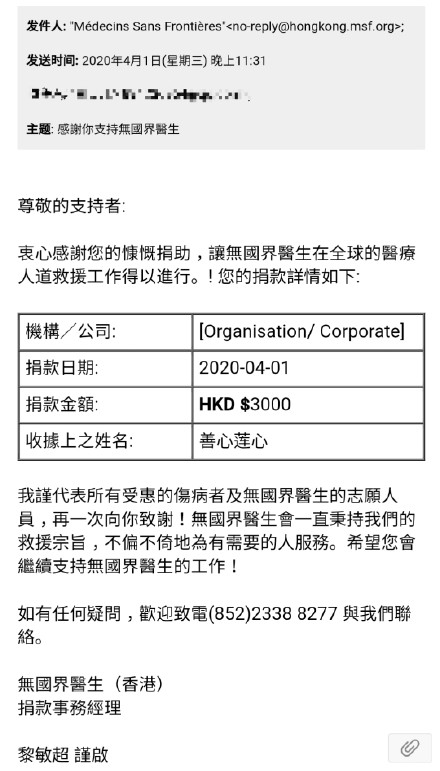 发件人: "Médecins Sans Frontières"<no-reply@hongkong.msf.org>;
发送时间: 2020年4月1日(星期三) 晚上11:31
主题: 感謝你支持無國界醫生
尊敬的支持者:
衷心感謝您的慷慨捐助，讓無國界醫生在全球的醫療
人道救援工作得以進行。! 您的捐款詳情如下:
機構／公司: [Organisation/ Corporate]
捐款日期: 2020-04-01
捐款金額: HKD $3000
收據上之姓名: 善心莲心
我謹代表所有受惠的傷病者及無國界醫生的志願人
員，再一次向你致謝！無國界醫生會一直秉持我們的
救援宗旨，不偏不倚地為有需要的人服務。希望您會
繼續支持無國界醫生的工作！
如有任何疑問，歡迎致電(852)2338 8277 與我們聯
絡。
無國界醫生（香港）
捐款事務經理
黎敏超 謹啟